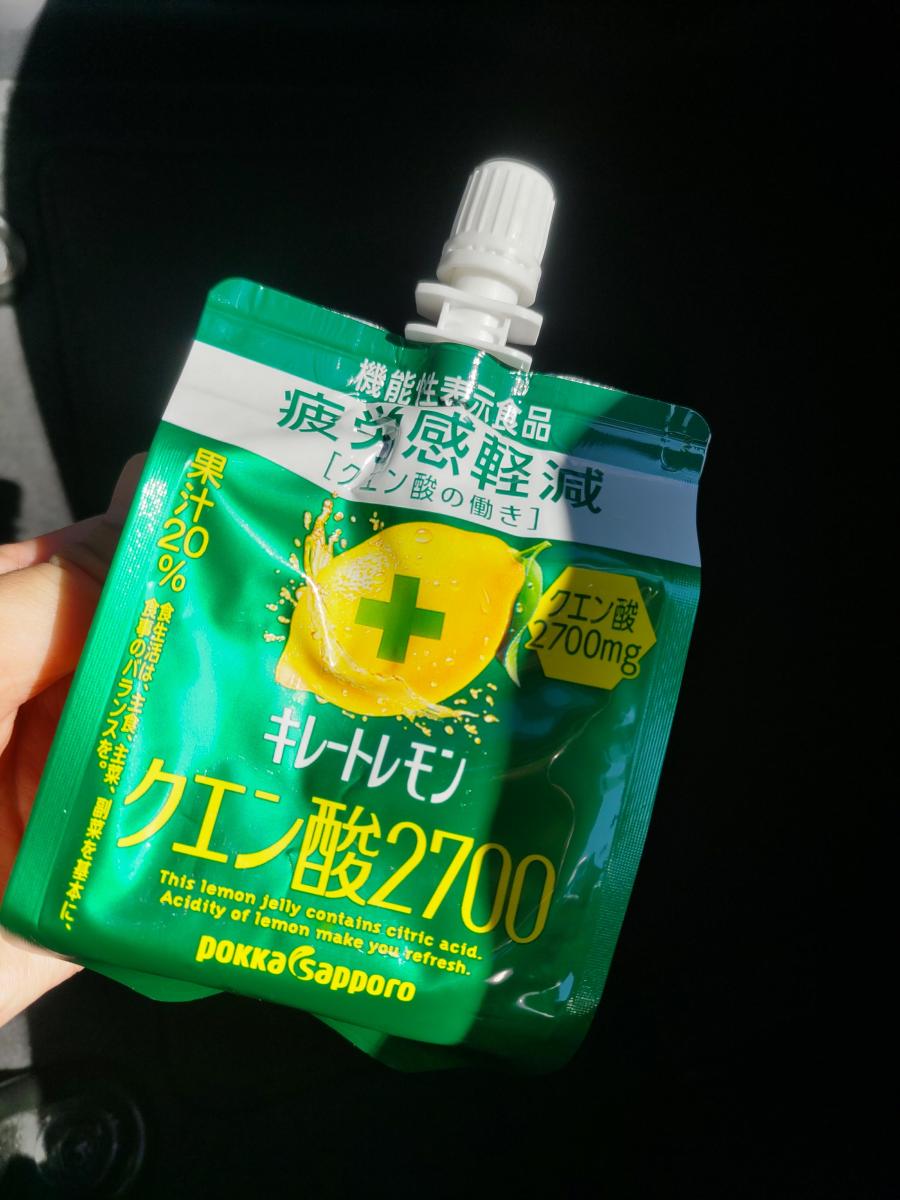 機能性表示食品
疲労感軽減
[クエン酸の働き]
果汁20%
食生活は、主食、主菜、副菜を基本に、
食事のバランスを。
クエン酸
2700mg
キレートレモン
クエン酸2700
This lemon jelly contains citric acid.
Acidity of lemon make you refresh.
POKKA sapporo